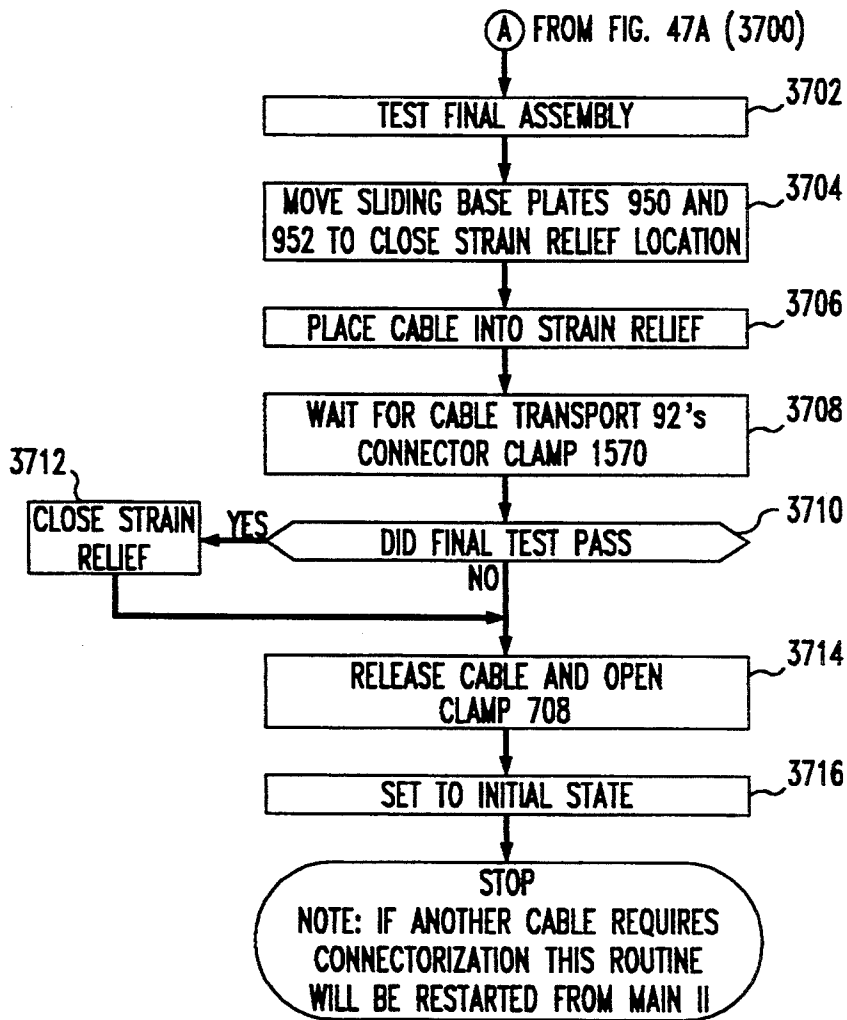 A FROM FIG. 47A (3700)
3702
TEST FINAL ASSEMBLY
3704
MOVE SLIDING BASE PLATES 950 AND
952 TO CLOSE STRAIN RELIEF LOCATION
3706
PLACE CABLE INTO STRAIN RELIEF
3708
WAIT FOR CABLE TRANSPORT 92's
CONNECTOR CLAMP 1570
3710
DID FINAL TEST PASS
YES
NO
3712
CLOSE STRAIN
RELIEF
3714
RELEASE CABLE AND OPEN
CLAMP 708
3716
SET TO INITIAL STATE
STOP
NOTE: IF ANOTHER CABLE REQUIRES
CONNECTORIZATION THIS ROUTINE
WILL BE RESTARTED FROM MAIN II